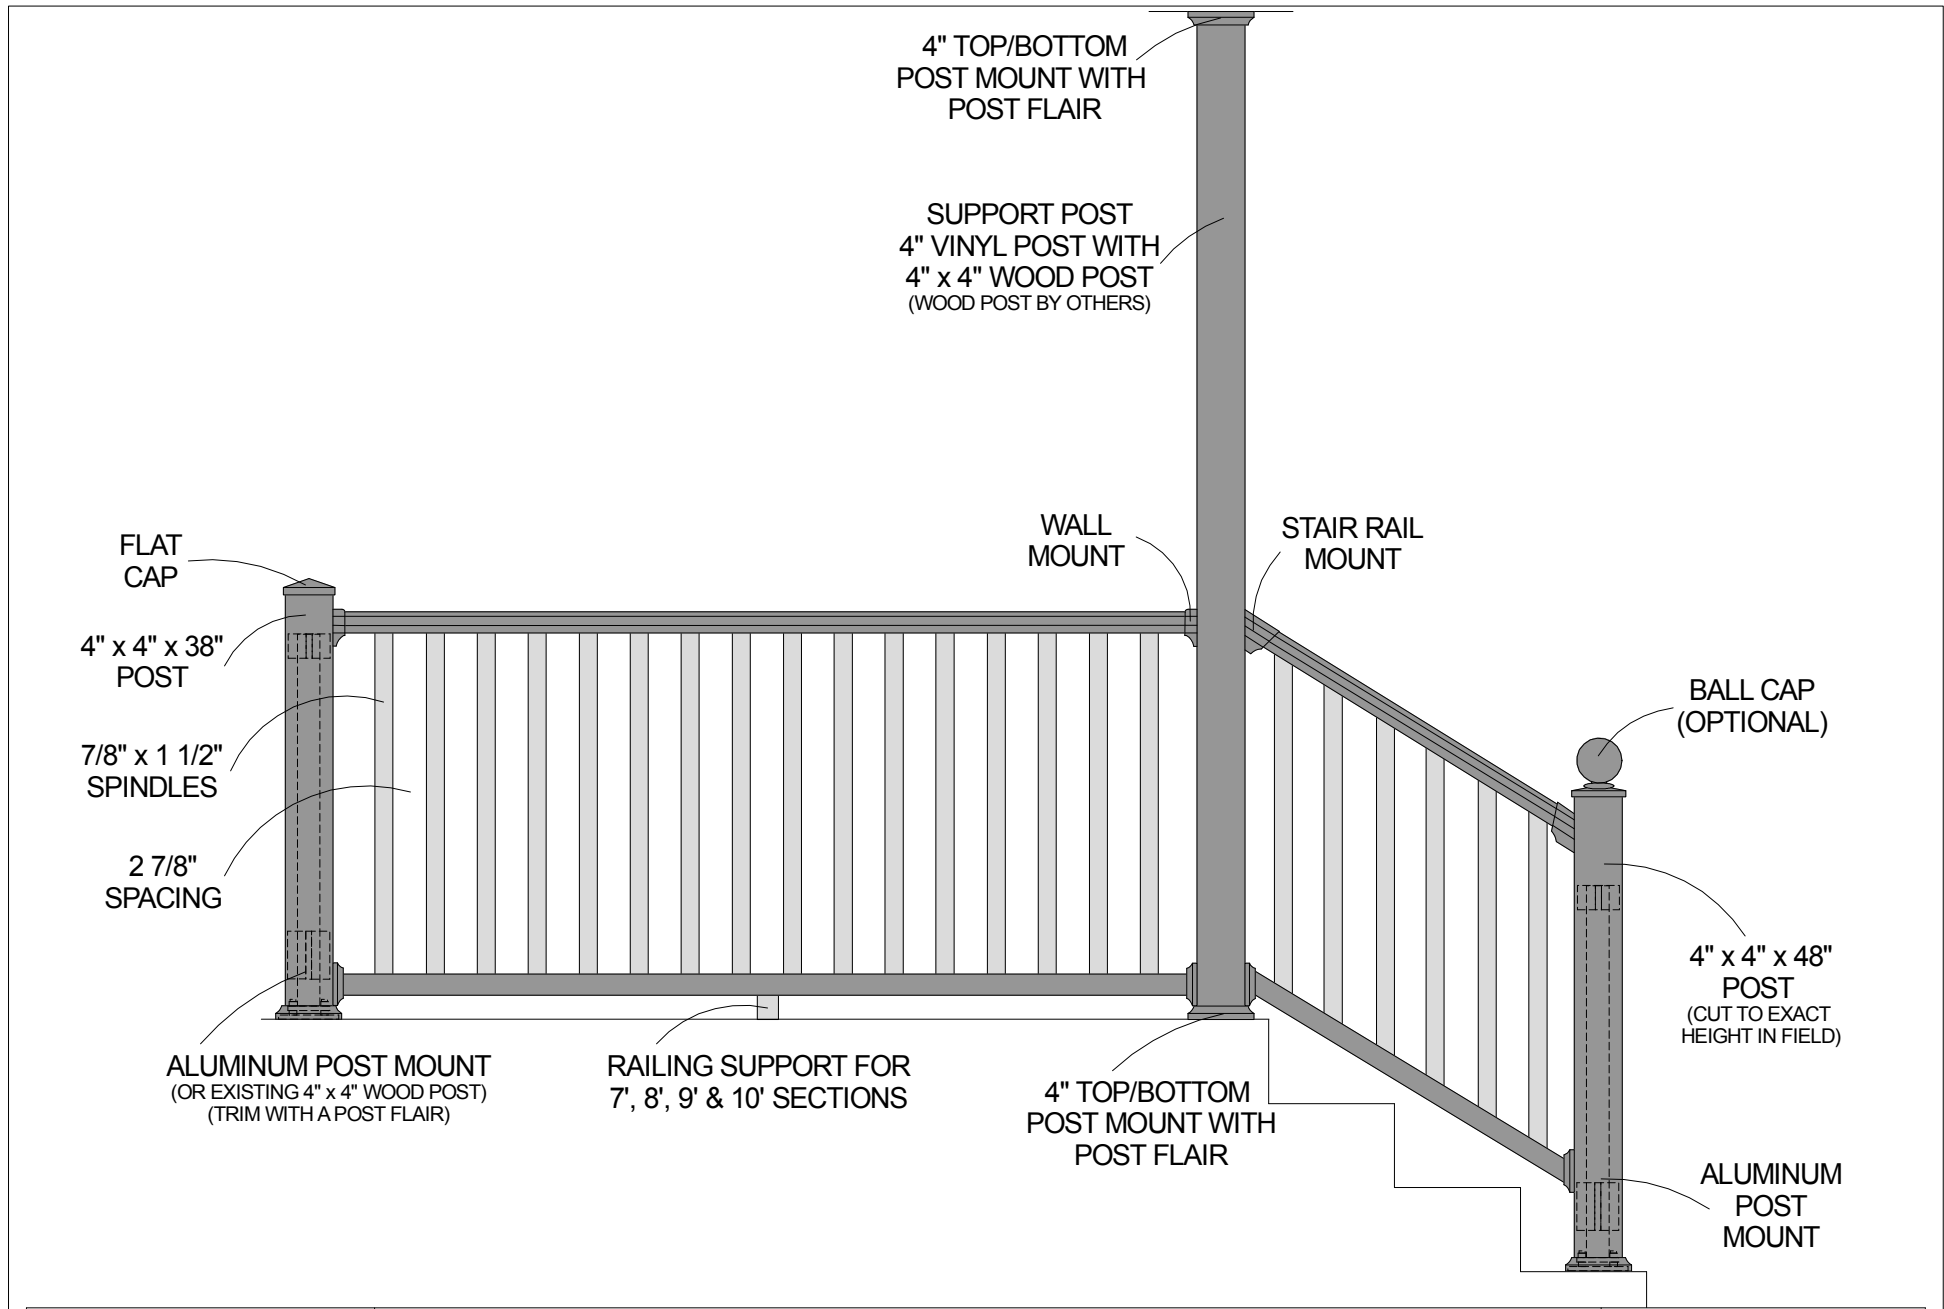 4" TOP/BOTTOM
POST MOUNT WITH
POST FLAIR
SUPPORT POST
4" VINYL POST WITH
4" x 4" WOOD POST
(WOOD POST BY OTHERS)
WALL
MOUNT
STAIR RAIL
MOUNT
FLAT
CAP
4" x 4" x 38"
POST
7/8" x 1 1/2"
SPINDLES
2 7/8"
SPACING
BALL CAP
(OPTIONAL)
4" x 4" x 48"
POST
(CUT TO EXACT
HEIGHT IN FIELD)
ALUMINUM POST MOUNT
(OR EXISTING 4" x 4" WOOD POST)
(TRIM WITH A POST FLAIR)
RAILING SUPPORT FOR
7', 8', 9' & 10' SECTIONS
4" TOP/BOTTOM
POST MOUNT WITH
POST FLAIR
ALUMINUM
POST
MOUNT